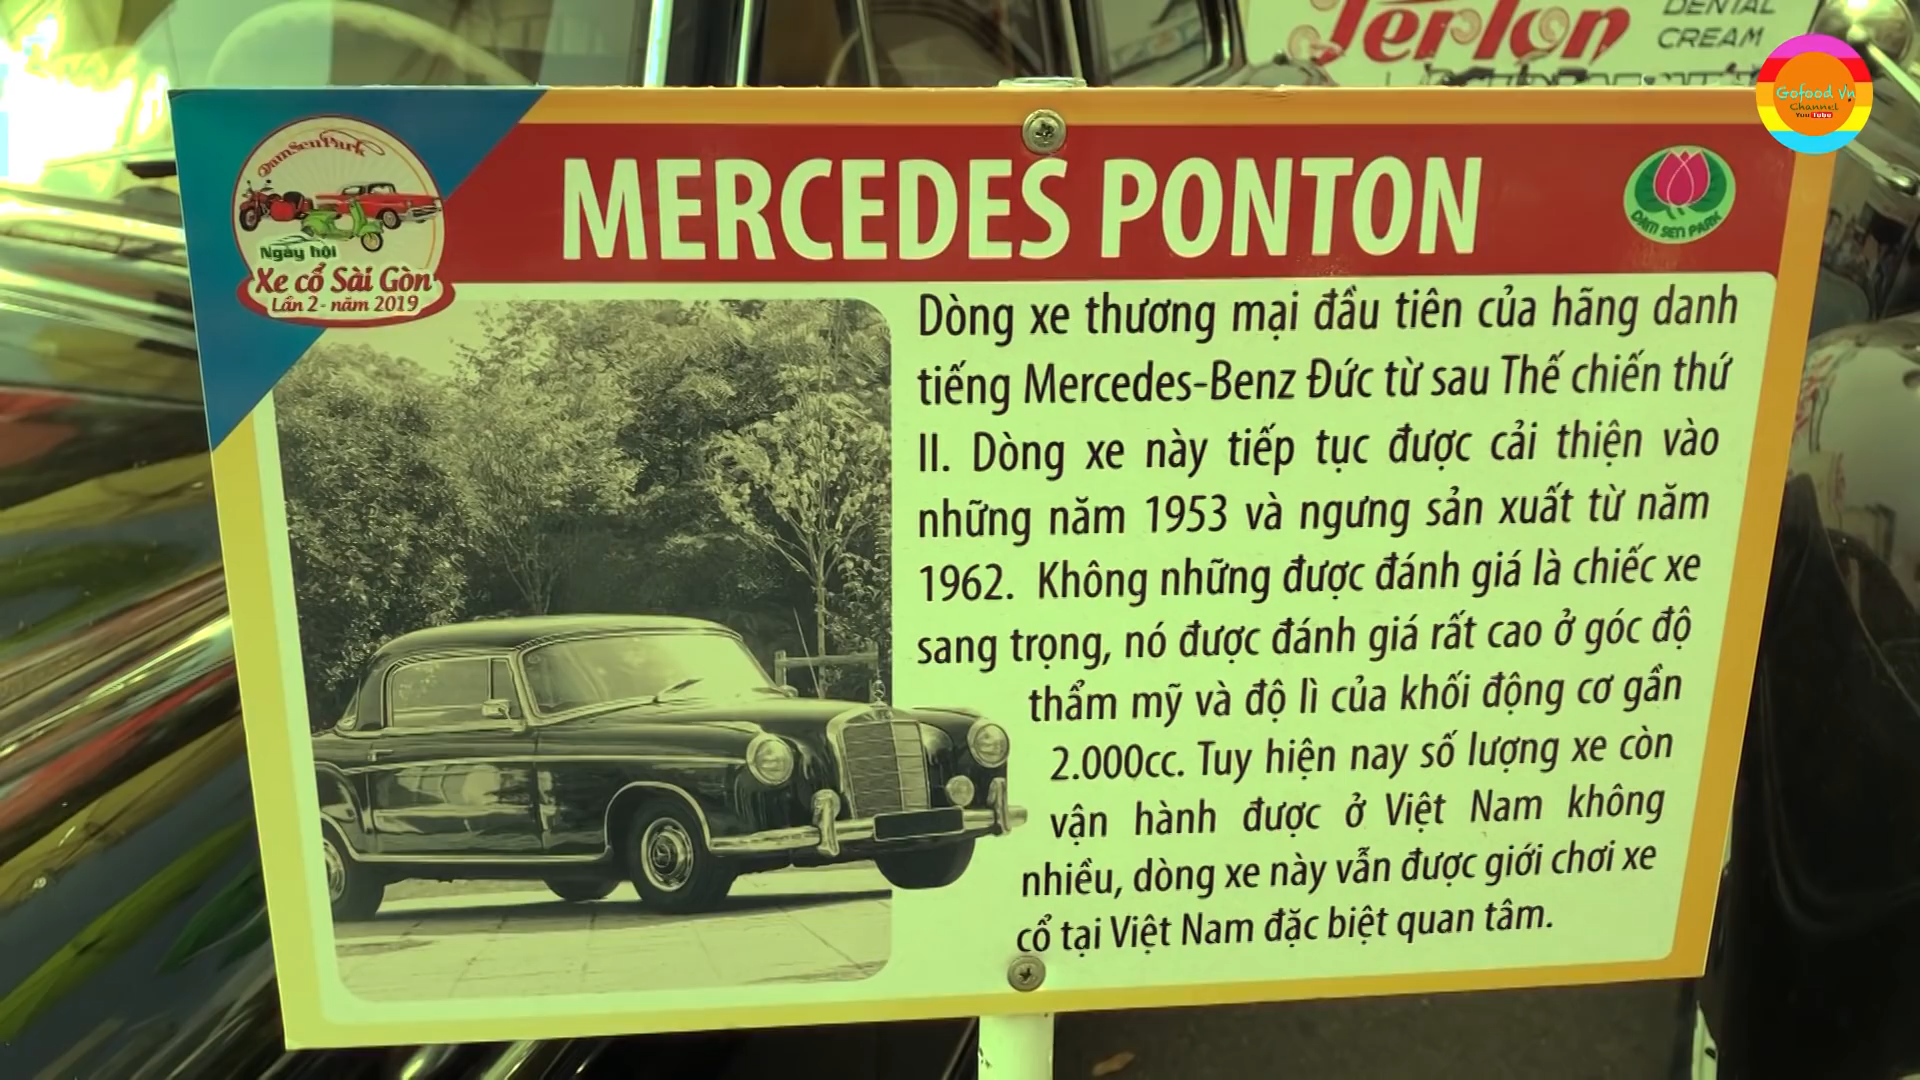 Terlon
DENTAL
CREAM
Gofood Vn
Channel
YouTube
DamSenPark
Ngày hội
Xe cổ Sài Gòn
Lần 2 - năm 2019
MERCEDES PONTON
DAM SEN PARK
Dòng xe thương mại đầu tiên của hãng danh
tiếng Mercedes-Benz Đức từ sau Thế chiến thứ
II. Dòng xe này tiếp tục được cải thiện vào
những năm 1953 và ngưng sản xuất từ năm
1962. Không những được đánh giá là chiếc xe
sang trọng, nó được đánh giá rất cao ở góc độ
thẩm mỹ và độ lì của khối động cơ gần
2.000cc. Tuy hiện nay số lượng xe còn
vận hành được ở Việt Nam không
nhiều, dòng xe này vẫn được giới chơi xe
cổ tại Việt Nam đặc biệt quan tâm.